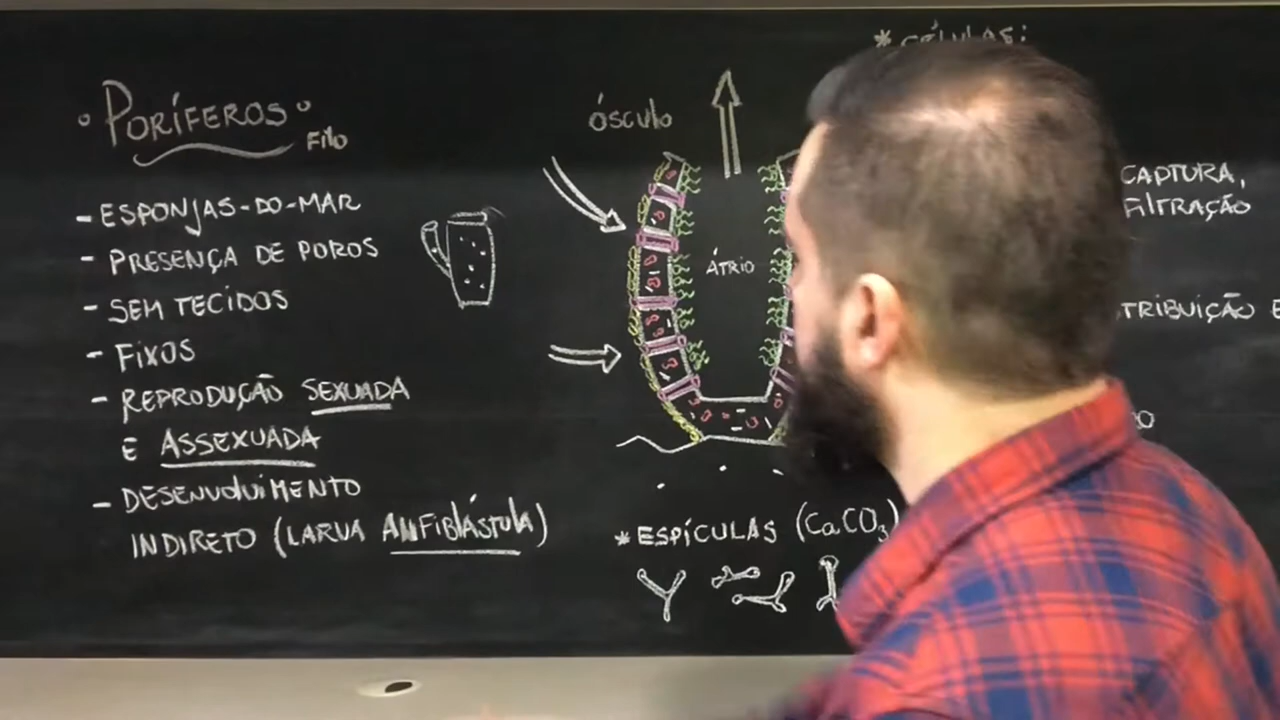 PORÍFEROS
FILO
- ESPONJAS-DO-MAR
- PRESENÇA DE POROS
- SEM TECIDOS
- FIXOS
- REPRODUÇÃO SEXUADA
E ASSEXUADA
- DESENVOLVIMENTO
INDIRETO (LARVA ANFIBLÁSTULA)
ÓSCULO
ÁTRIO
* ESPÍCULAS (CaCO3)
* CÉLULAS:
CAPTURA,
FILTRAÇÃO